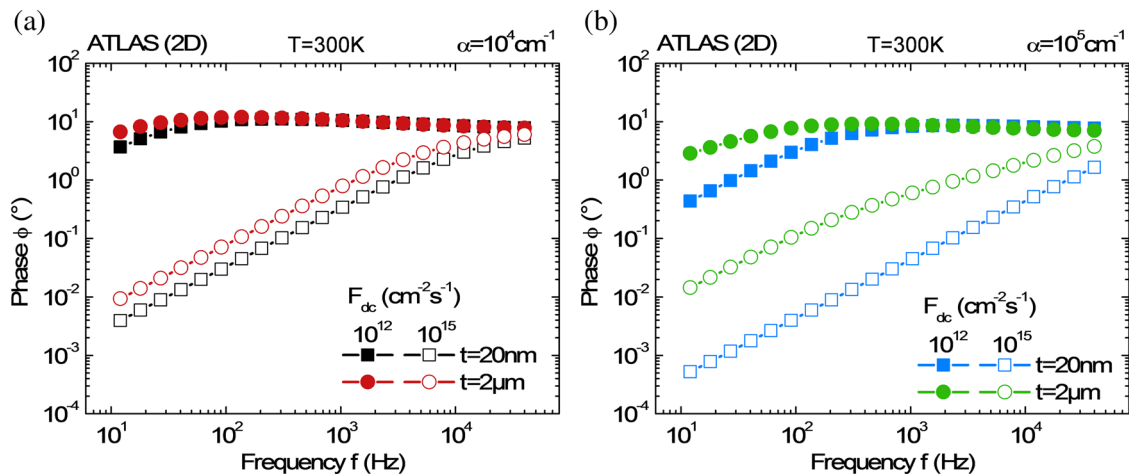 (a)
ATLAS (2D) T=300K α=10⁴cm⁻¹
10²
10¹
10⁰
10⁻¹
10⁻²
10⁻³
10⁻⁴
Phase ϕ (°)
F_dc (cm⁻²s⁻¹)
10¹² 10¹⁵
t=20nm
t=2μm
10¹ 10² 10³ 10⁴
Frequency f (Hz)
(b)
ATLAS (2D) T=300K α=10⁵cm⁻¹
10²
10¹
10⁰
10⁻¹
10⁻²
10⁻³
10⁻⁴
Phase ϕ (°)
F_dc (cm⁻²s⁻¹)
10¹² 10¹⁵
t=20nm
t=2μm
10¹ 10² 10³ 10⁴
Frequency f (Hz)